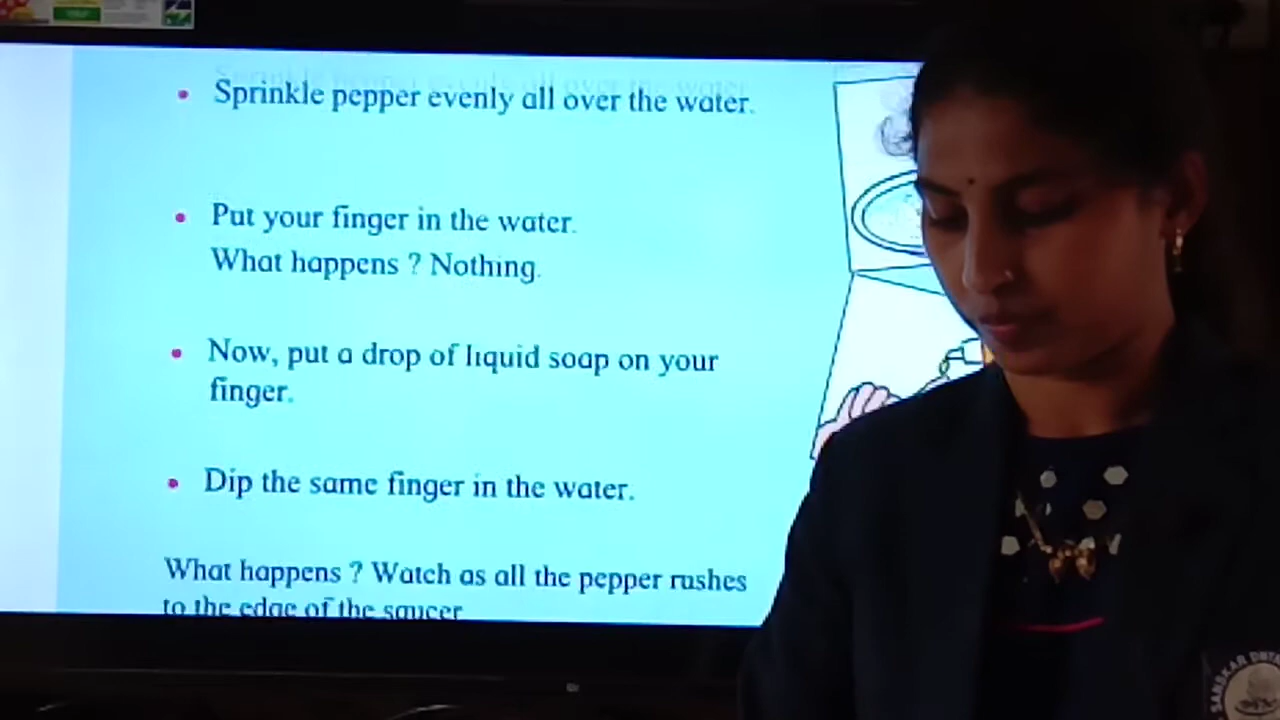 Sprinkle pepper evenly all over the water.
Put your finger in the water.
What happens ? Nothing.
Now, put a drop of liquid soap on your
finger.
Dip the same finger in the water.
What happens ? Watch as all the pepper rushes
to the edge of the saucer
SANSKAR